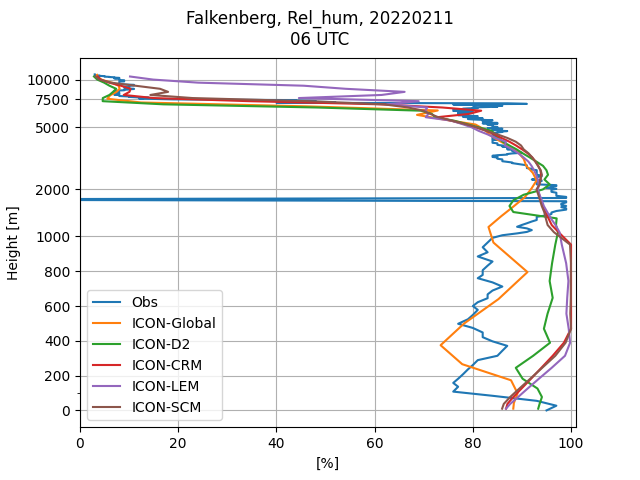 Falkenberg, Rel_hum, 20220211
06 UTC
10000
7500
5000
2000
1000
800
600
400
200
0
Height [m]
Obs
ICON-Global
ICON-D2
ICON-CRM
ICON-LEM
ICON-SCM
0 20 40 60 80 100
[%]